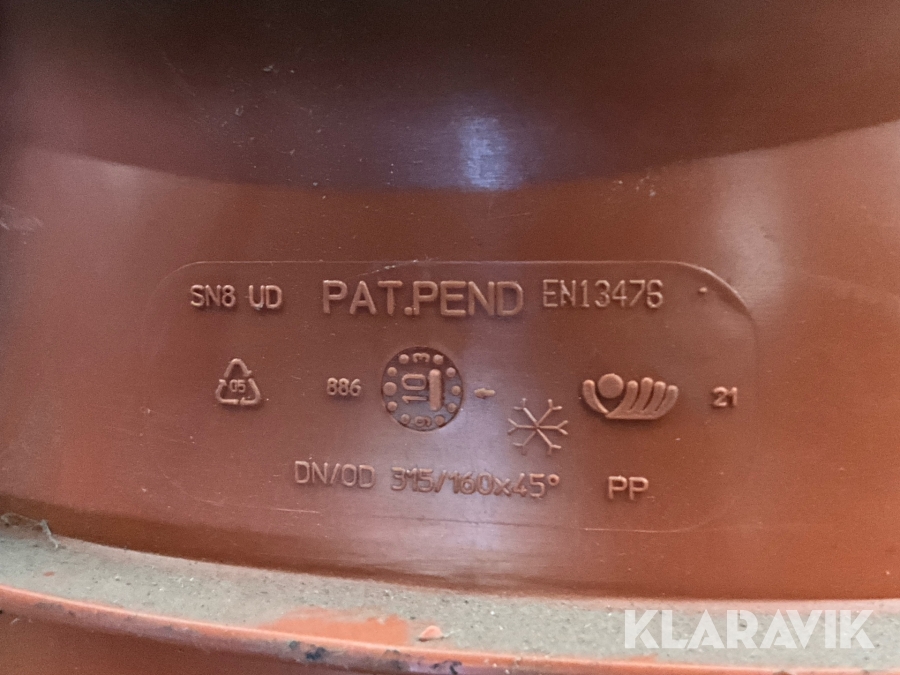 SN8 UD PAT.PEND EN13476
05 886 10 21
DN/OD 315/160x45° PP
KLARAVIK